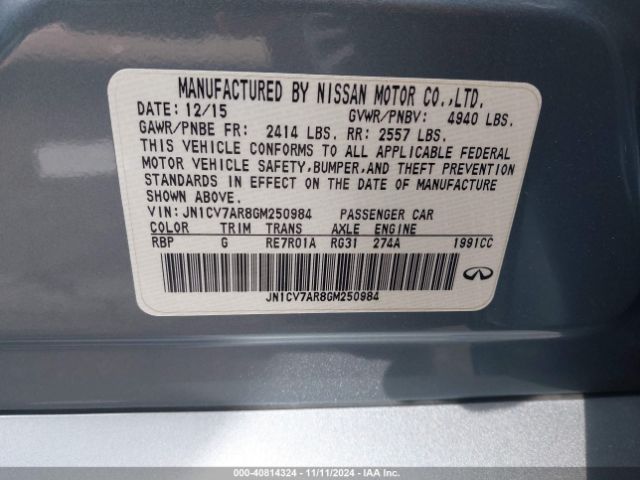 MANUFACTURED BY NISSAN MOTOR CO.,LTD.
DATE: 12/15 GVWR/PNBV: 4940 LBS.
GAWR/PNBE FR: 2414 LBS. RR: 2557 LBS.
THIS VEHICLE CONFORMS TO ALL APPLICABLE FEDERAL
MOTOR VEHICLE SAFETY,BUMPER,AND THEFT PREVENTION
STANDARDS IN EFFECT ON THE DATE OF MANUFACTURE
SHOWN ABOVE.
VIN: JN1CV7AR8GM250984 PASSENGER CAR
COLOR TRIM TRANS AXLE ENGINE
RBP G RE7R01A RG31 274A 1991CC
JN1CV7AR8GM250984
000-40814324 | 11/11/2024 | IAA Inc.